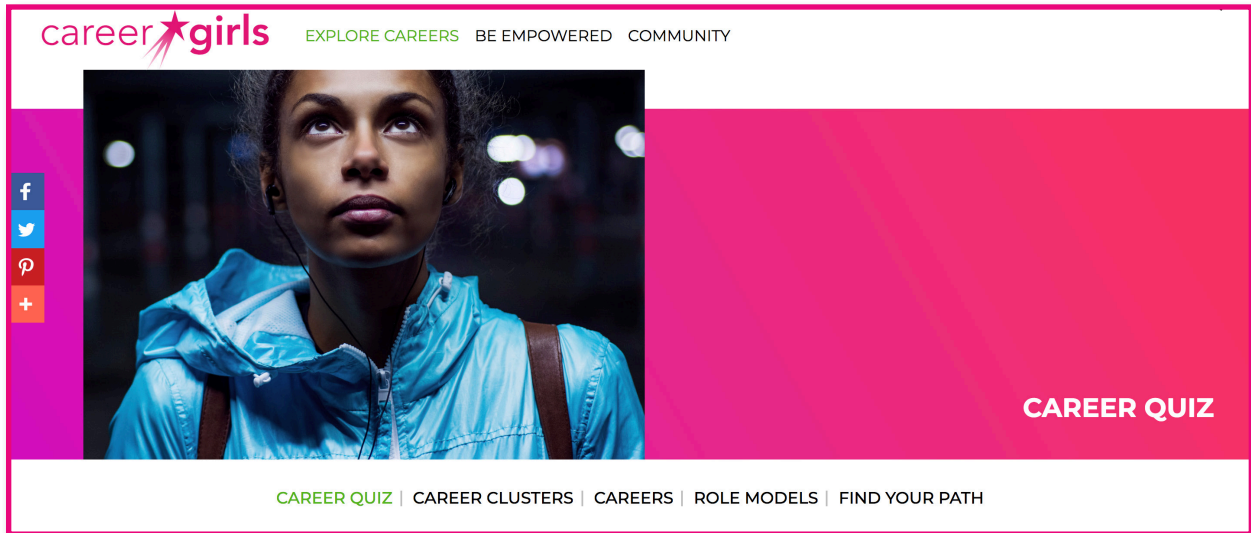 career girls
EXPLORE CAREERS BE EMPOWERED COMMUNITY
CAREER QUIZ
CAREER QUIZ | CAREER CLUSTERS | CAREERS | ROLE MODELS | FIND YOUR PATH